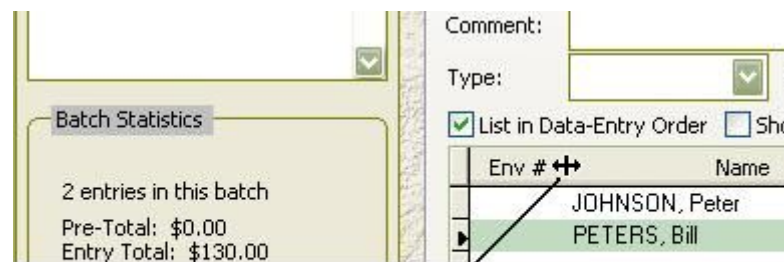 Comment:
Type:
Batch Statistics
List in Data-Entry Order
Env #
Name
2 entries in this batch
JOHNSON, Peter
Pre-Total: $0.00
PETERS, Bill
Entry Total: $130.00